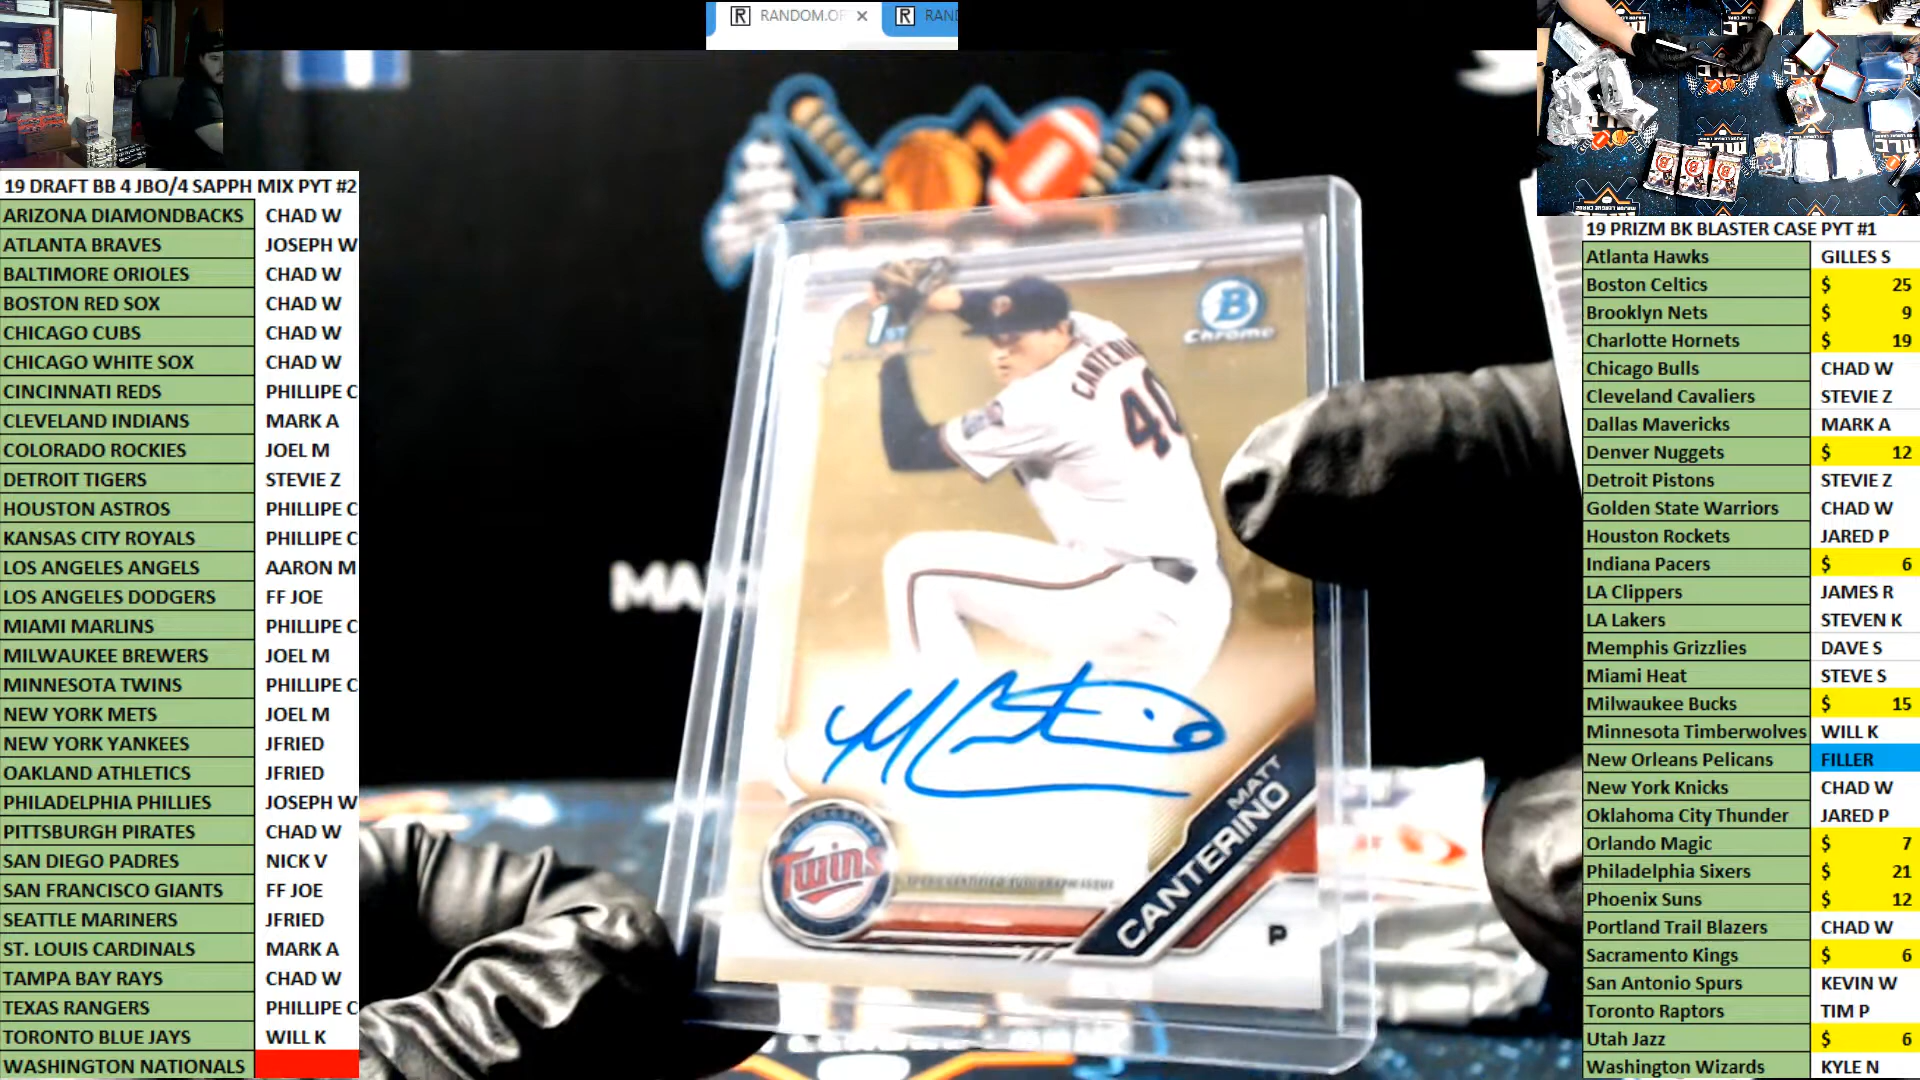 RANDOM.OR
RAND
19 DRAFT BB 4 JBO/4 SAPPH MIX PYT #2
ARIZONA DIAMONDBACKS CHAD W
ATLANTA BRAVES JOSEPH W
BALTIMORE ORIOLES CHAD W
BOSTON RED SOX CHAD W
CHICAGO CUBS CHAD W
CHICAGO WHITE SOX CHAD W
CINCINNATI REDS PHILLIPE C
CLEVELAND INDIANS MARK A
COLORADO ROCKIES JOEL M
DETROIT TIGERS STEVIE Z
HOUSTON ASTROS PHILLIPE C
KANSAS CITY ROYALS PHILLIPE C
LOS ANGELES ANGELS AARON M
LOS ANGELES DODGERS FF JOE
MIAMI MARLINS PHILLIPE C
MILWAUKEE BREWERS JOEL M
MINNESOTA TWINS PHILLIPE C
NEW YORK METS JOEL M
NEW YORK YANKEES JFRIED
OAKLAND ATHLETICS JFRIED
PHILADELPHIA PHILLIES JOSEPH W
PITTSBURGH PIRATES CHAD W
SAN DIEGO PADRES NICK V
SAN FRANCISCO GIANTS FF JOE
SEATTLE MARINERS JFRIED
ST. LOUIS CARDINALS MARK A
TAMPA BAY RAYS CHAD W
TEXAS RANGERS PHILLIPE C
TORONTO BLUE JAYS WILL K
WASHINGTON NATIONALS
1ST
B
Chrome
CANTERI
40
MA
Twins
MATT
CANTERINO
P
19 PRIZM BK BLASTER CASE PYT #1
Atlanta Hawks GILLES S
Boston Celtics $ 25
Brooklyn Nets $ 9
Charlotte Hornets $ 19
Chicago Bulls CHAD W
Cleveland Cavaliers STEVIE Z
Dallas Mavericks MARK A
Denver Nuggets $ 12
Detroit Pistons STEVIE Z
Golden State Warriors CHAD W
Houston Rockets JARED P
Indiana Pacers $ 6
LA Clippers JAMES R
LA Lakers STEVEN K
Memphis Grizzlies DAVE S
Miami Heat STEVE S
Milwaukee Bucks $ 15
Minnesota Timberwolves WILL K
New Orleans Pelicans FILLER
New York Knicks CHAD W
Oklahoma City Thunder JARED P
Orlando Magic $ 7
Philadelphia Sixers $ 21
Phoenix Suns $ 12
Portland Trail Blazers CHAD W
Sacramento Kings $ 6
San Antonio Spurs KEVIN W
Toronto Raptors TIM P
Utah Jazz $ 6
Washington Wizards KYLE N